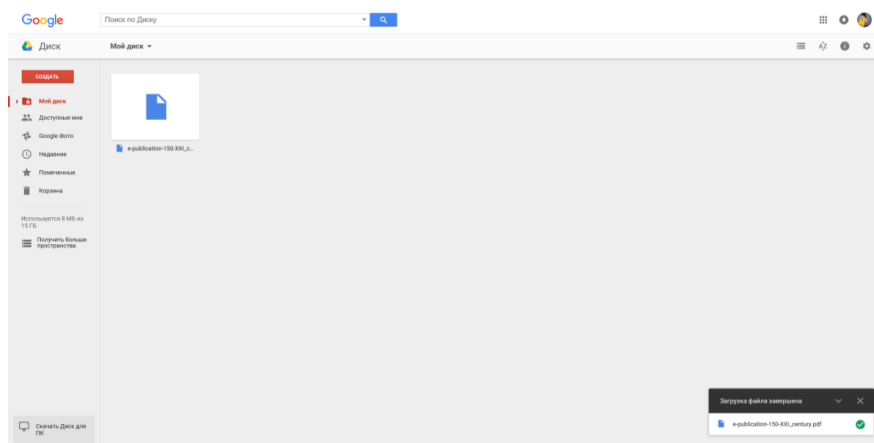 Google
Поиск по Диску
Диск
Мой диск
СОЗДАТЬ
Мой диск
Доступные мне
Google Фото
Недавние
Помеченные
Корзина
Используется 8 МБ из
15 ГБ
Получить больше
пространства
e-publication-150-XXI_c...
Скачать Диск для
ПК
Загрузка файла завершена
e-publication-150-XXI_century.pdf